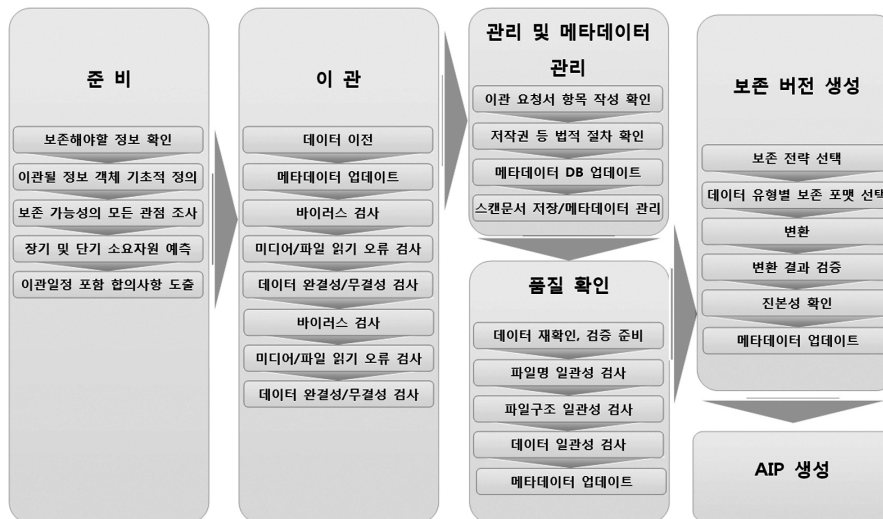 준 비
보존해야할 정보 확인
이관될 정보 객체 기초적 정의
보존 가능성의 모든 관점 조사
장기 및 단기 소요자원 예측
이관일정 포함 합의사항 도출
이 관
데이터 이전
메타데이터 업데이트
바이러스 검사
미디어/파일 읽기 오류 검사
데이터 완결성/무결성 검사
바이러스 검사
미디어/파일 읽기 오류 검사
데이터 완결성/무결성 검사
관리 및 메타데이터
관리
이관 요청서 항목 작성 확인
저작권 등 법적 절차 확인
메타데이터 DB 업데이트
스캔문서 저장/메타데이터 관리
품질 확인
데이터 재확인, 검증 준비
파일명 일관성 검사
파일구조 일관성 검사
데이터 일관성 검사
메타데이터 업데이트
보존 버전 생성
보존 전략 선택
데이터 유형별 보존 포맷 선택
변환
변환 결과 검증
진본성 확인
메타데이터 업데이트
AIP 생성